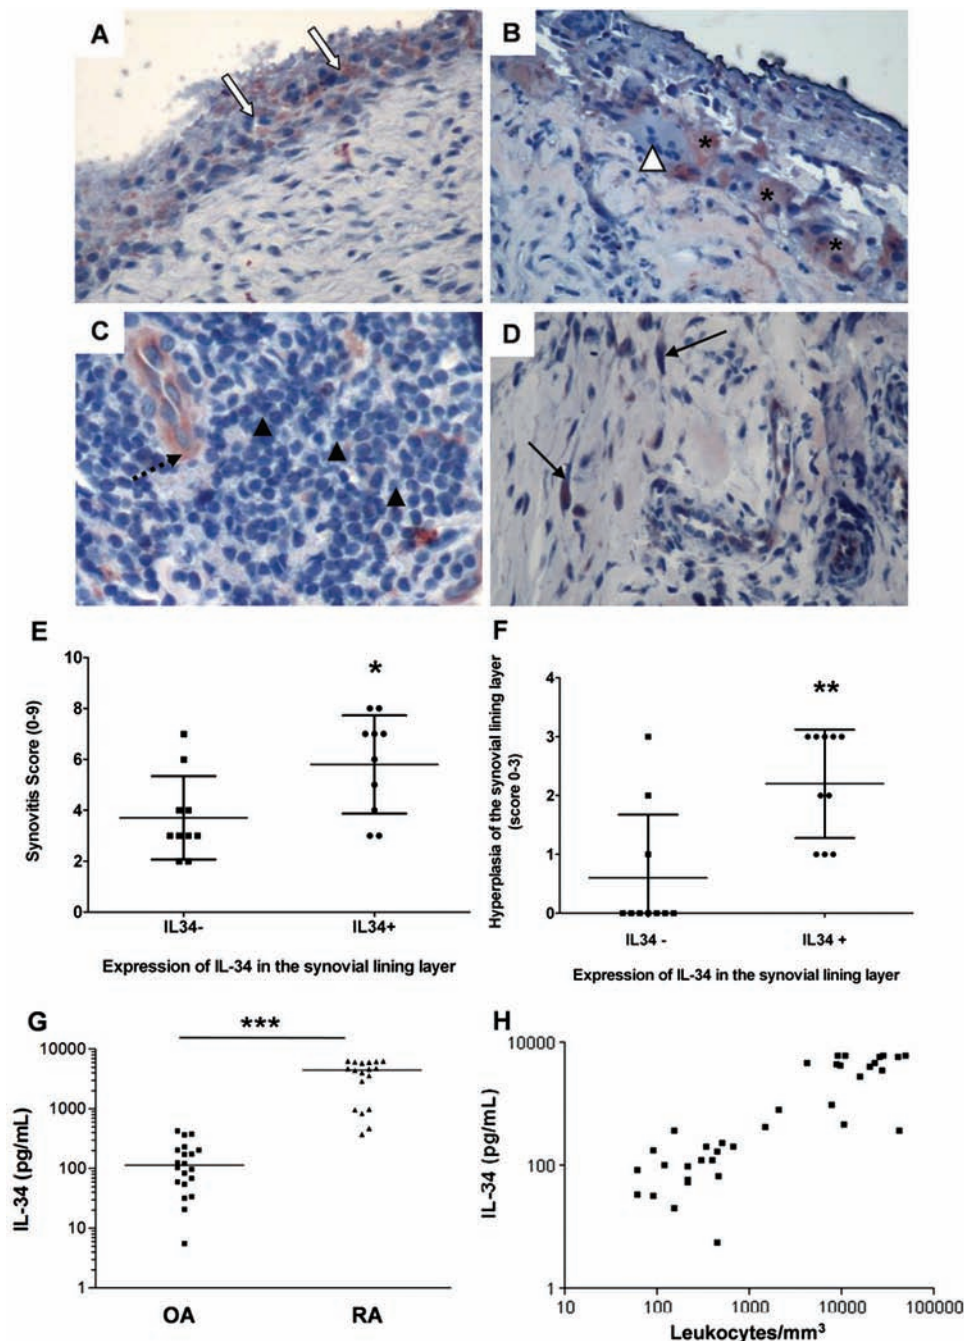 A
B
*
*
*
C
D
E
F
Synovitis Score (0-9)
10
8
6
4
2
0
*
IL34-
IL34+
Expression of IL-34 in the synovial lining layer
Hyperplasia of the synovial lining layer
(score 0-3)
4
3
2
1
0
**
IL34 -
IL34 +
Expression of IL-34 in the synovial lining layer
G
***
IL-34 (pg/mL)
10000
1000
100
10
1
OA
RA
H
IL-34 (pg/mL)
10000
100
1
10
100
1000
10000
100000
Leukocytes/mm³